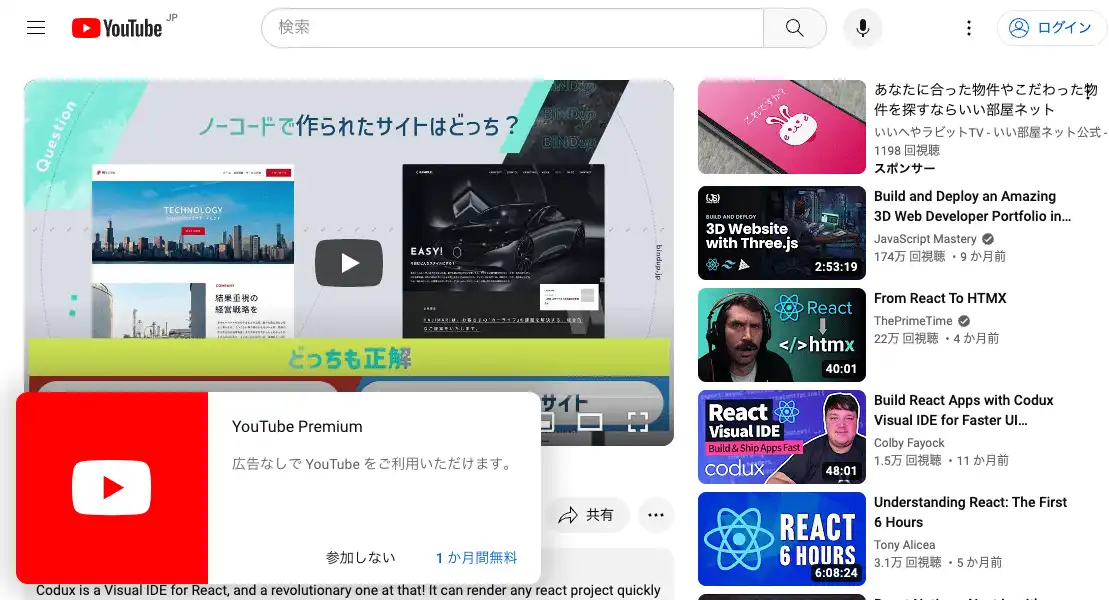 YouTube JP
検索
ログイン
Question
ノーコードで作られたサイトはどっち？
BiNDup
BiNDup
BiNDup
TECHNOLOGY
結果重視の
経営戦略を
EASY!
bindup.jp
どっちも正解
サイト
YouTube Premium
広告なしで YouTube をご利用いただけます。
参加しない
1 か月間無料
共有
Codux is a Visual IDE for React, and a revolutionary one at that! It can render any react project quickly
これですか？
あなたに合った物件やこだわった物
件を探すならいい部屋ネット
いいヘヤラビットTV - いい部屋ネット公式 -
1198 回視聴
スポンサー
JS
BUILD AND DEPLOY
3D Website
with Three.js
2:53:19
Build and Deploy an Amazing
3D Web Developer Portfolio in…
JavaScript Mastery
174万 回視聴 ・9 か月前
React
</>htmx
40:01
From React To HTMX
ThePrimeTime
22万 回視聴 ・4 か月前
React
Visual IDE
Build & Ship Apps Fast
codux
48:01
Build React Apps with Codux
Visual IDE for Faster UI…
Colby Fayock
1.5万 回視聴 ・11 か月前
REACT
6 HOURS
6:08:24
Understanding React: The First
6 Hours
Tony Alicea
3.1万 回視聴 ・5 か月前